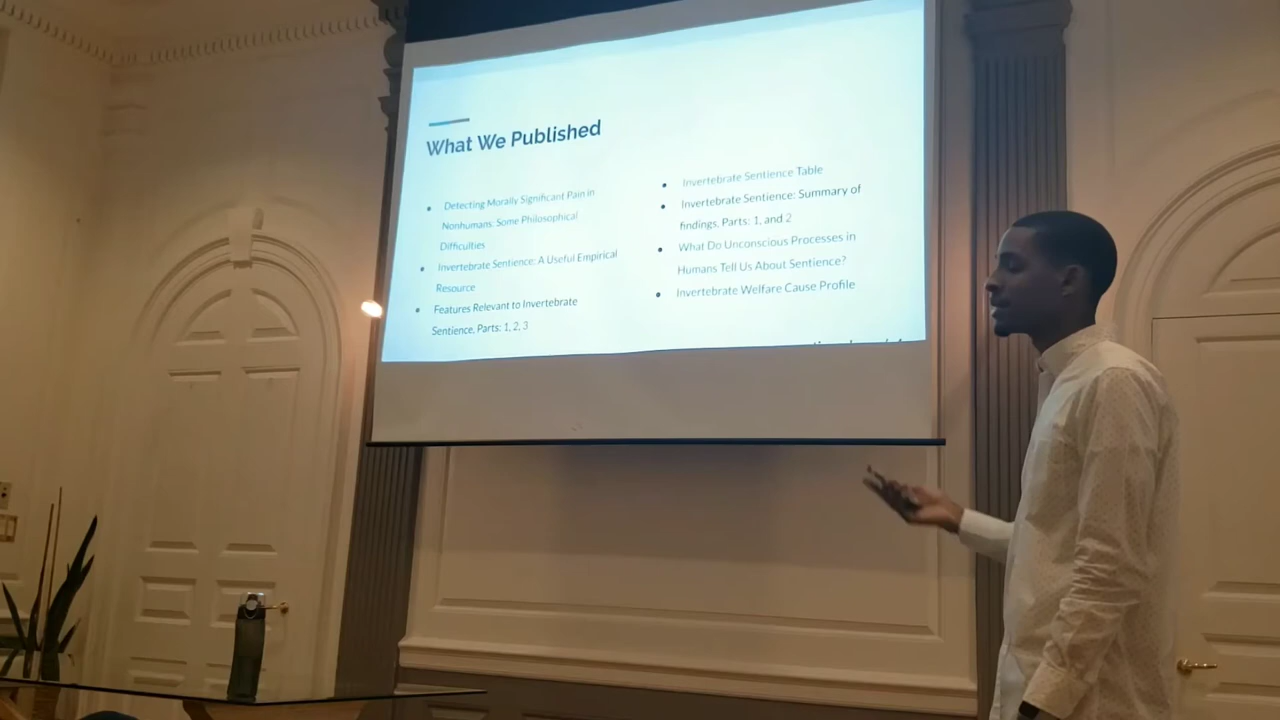 What We Published
Detecting Morally Significant Pain in
Nonhumans: Some Philosophical
Difficulties
Invertebrate Sentience: A Useful Empirical
Resource
Features Relevant to Invertebrate
Sentience, Parts: 1, 2, 3
Invertebrate Sentience Table
Invertebrate Sentience: Summary of
findings, Parts: 1, and 2
What Do Unconscious Processes in
Humans Tell Us About Sentience?
Invertebrate Welfare Cause Profile